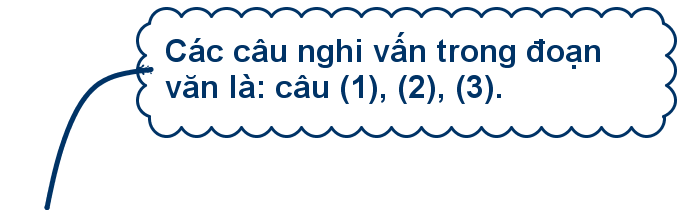 Các câu nghi vấn trong đoạn
văn là: câu (1), (2), (3).